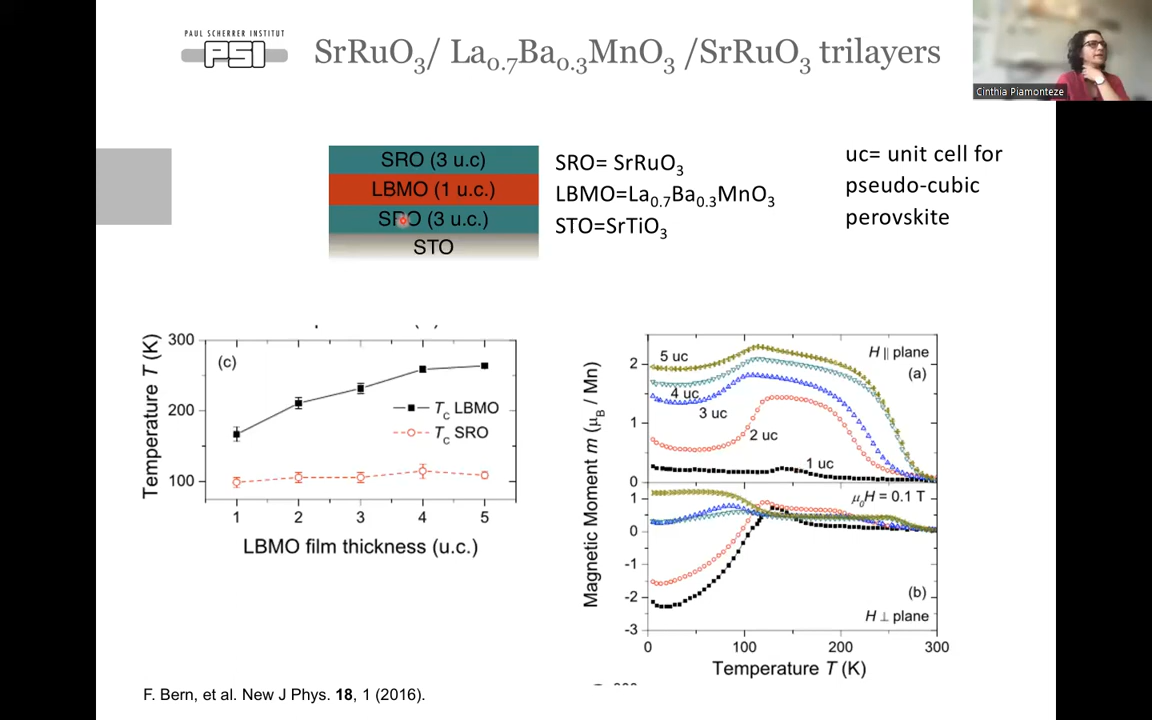 PAUL SCHERRER INSTITUT
PSI
SrRuO₃/ La₀.₇Ba₀.₃MnO₃ /SrRuO₃ trilayers
Cinthia Piamonteze
SRO (3 u.c)
LBMO (1 u.c.)
SRO (3 u.c.)
STO
SRO= SrRuO₃
LBMO=La₀.₇Ba₀.₃MnO₃
STO=SrTiO₃
uc= unit cell for
pseudo-cubic
perovskite
Temperature T (K)
300
200
100
(c)
T_C LBMO
T_C SRO
1 2 3 4 5
LBMO film thickness (u.c.)
Magnetic Moment m (μ_B / Mn)
2
1
0
5 uc
4 uc
3 uc
2 uc
1 uc
H || plane
(a)
1
0
-1
-2
-3
μ₀H = 0.1 T
(b)
H ⊥ plane
0 100 200 300
Temperature T (K)
F. Bern, et al. New J Phys. 18, 1 (2016).